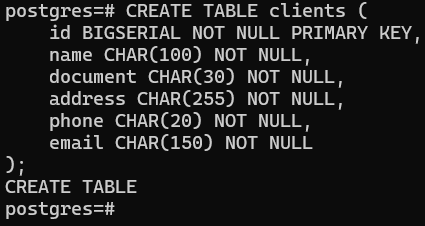 postgres=# CREATE TABLE clients (
    id BIGSERIAL NOT NULL PRIMARY KEY,
    name CHAR(100) NOT NULL,
    document CHAR(30) NOT NULL,
    address CHAR(255) NOT NULL,
    phone CHAR(20) NOT NULL,
    email CHAR(150) NOT NULL
);
CREATE TABLE
postgres=#